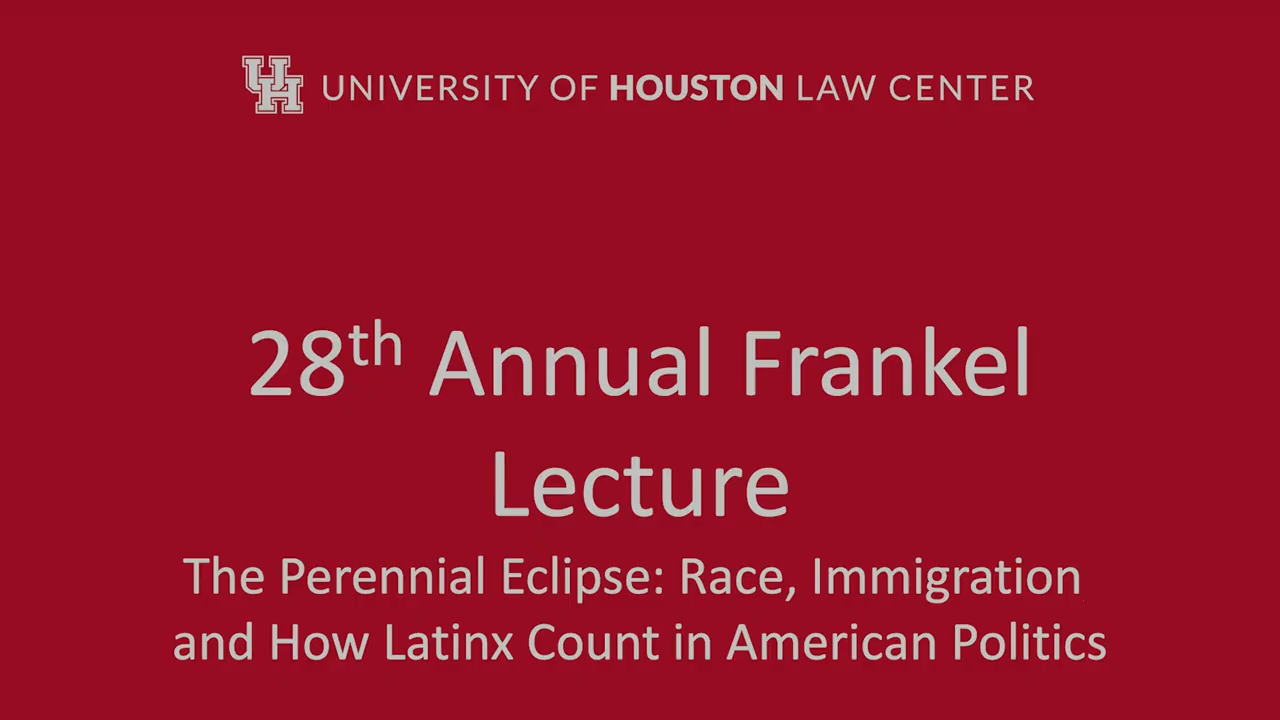 UH UNIVERSITY OF HOUSTON LAW CENTER
28th Annual Frankel
Lecture
The Perennial Eclipse: Race, Immigration
and How Latinx Count in American Politics